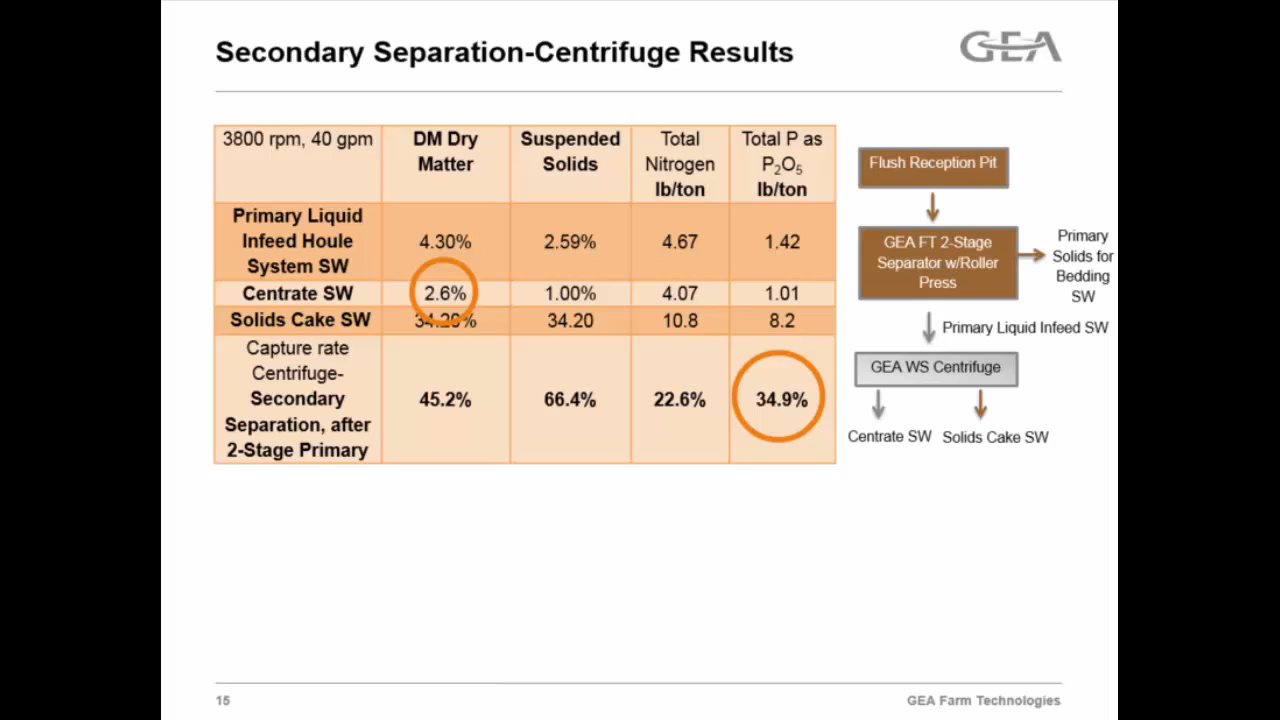 Secondary Separation-Centrifuge Results
GEA
3800 rpm, 40 gpm
DM Dry
Matter
Suspended
Solids
Total
Nitrogen
lb/ton
Total P as
P₂O₅
lb/ton
Primary Liquid
Infeed Houle
System SW
4.30%
2.59%
4.67
1.42
Centrate SW
2.6%
1.00%
4.07
1.01
Solids Cake SW
34.20%
34.20
10.8
8.2
Capture rate
Centrifuge-
Secondary
Separation, after
2-Stage Primary
45.2%
66.4%
22.6%
34.9%
Flush Reception Pit
GEA FT 2-Stage
Separator w/Roller
Press
Primary
Solids for
Bedding
SW
Primary Liquid Infeed SW
GEA WS Centrifuge
Centrate SW
Solids Cake SW
15
GEA Farm Technologies